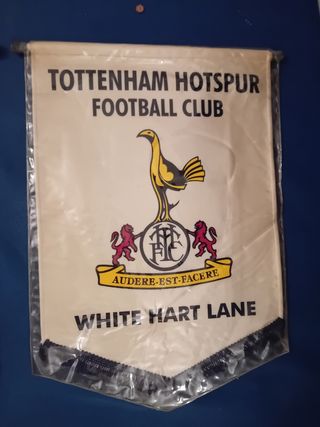 TOTTENHAM HOTSPUR
FOOTBALL CLUB
THFC
AUDERE·EST·FACERE
WHITE HART LANE